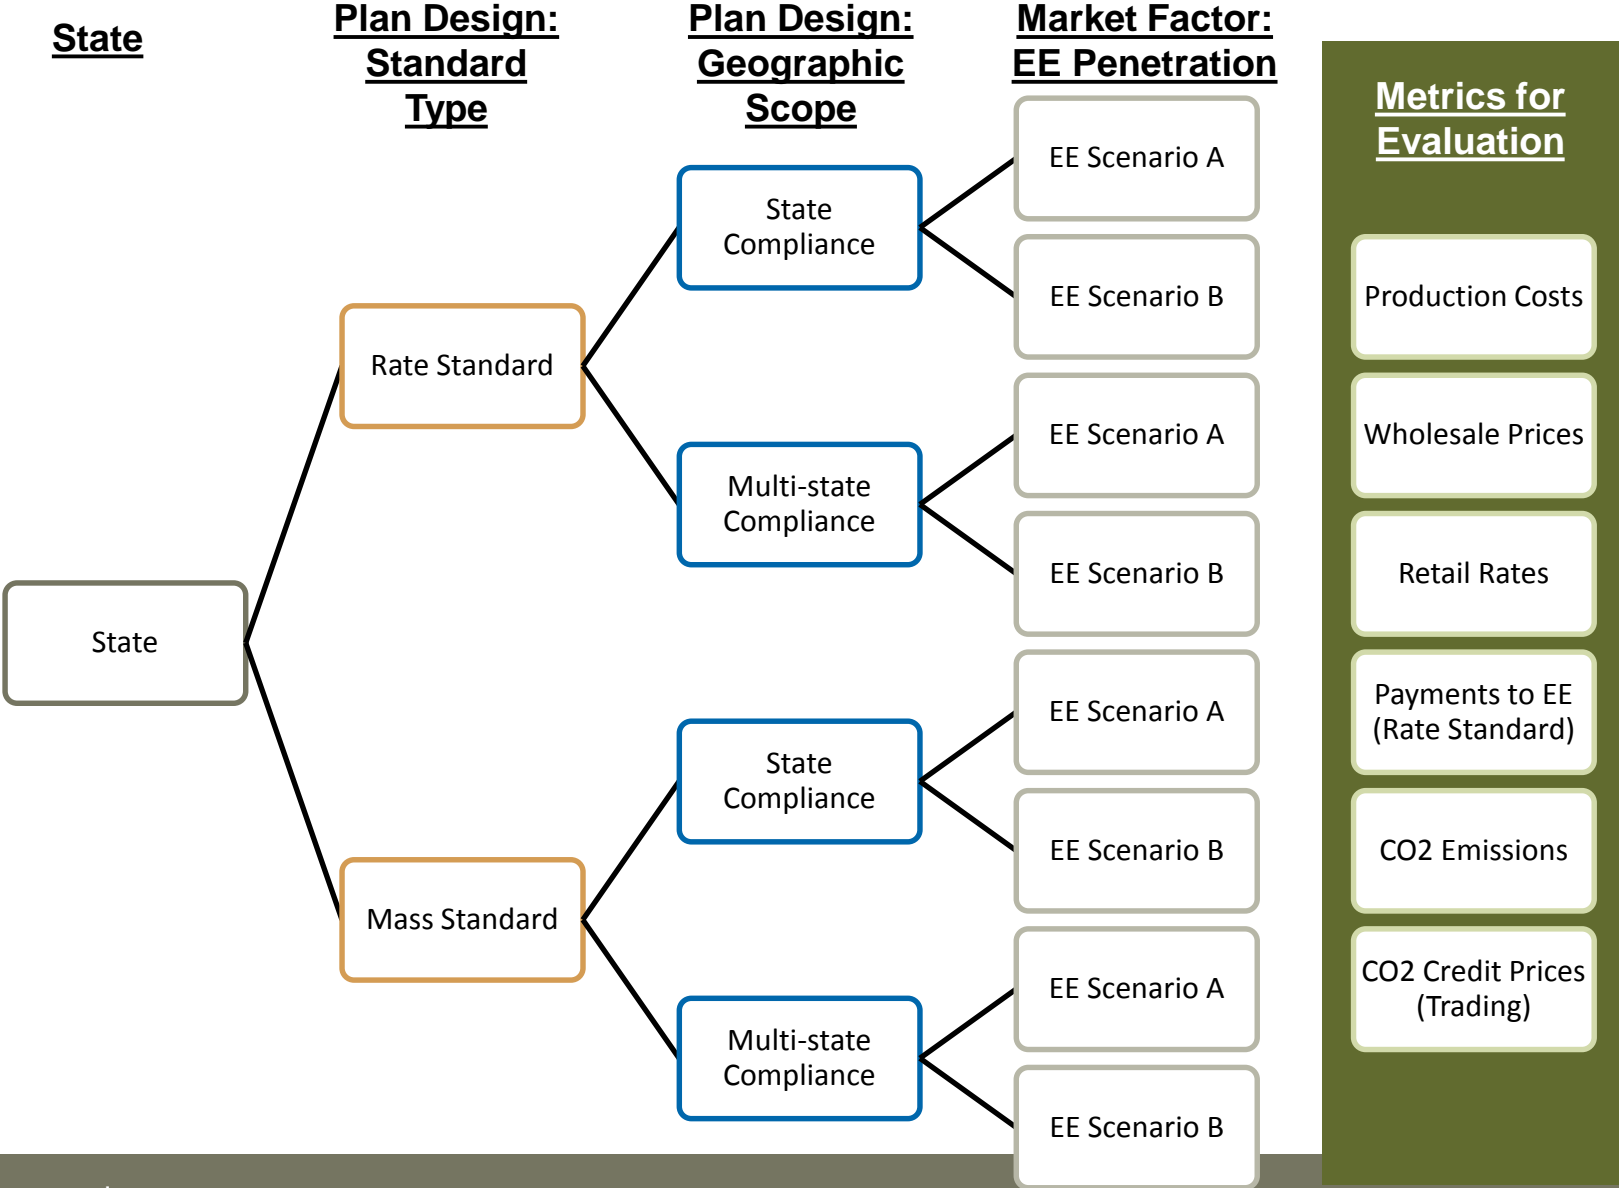 State
Plan Design:
Standard
Type
Plan Design:
Geographic
Scope
Market Factor:
EE Penetration
Metrics for
Evaluation
State
Rate Standard
Mass Standard
State
Compliance
Multi-state
Compliance
State
Compliance
Multi-state
Compliance
EE Scenario A
EE Scenario B
EE Scenario A
EE Scenario B
EE Scenario A
EE Scenario B
EE Scenario A
EE Scenario B
Production Costs
Wholesale Prices
Retail Rates
Payments to EE
(Rate Standard)
CO2 Emissions
CO2 Credit Prices
(Trading)